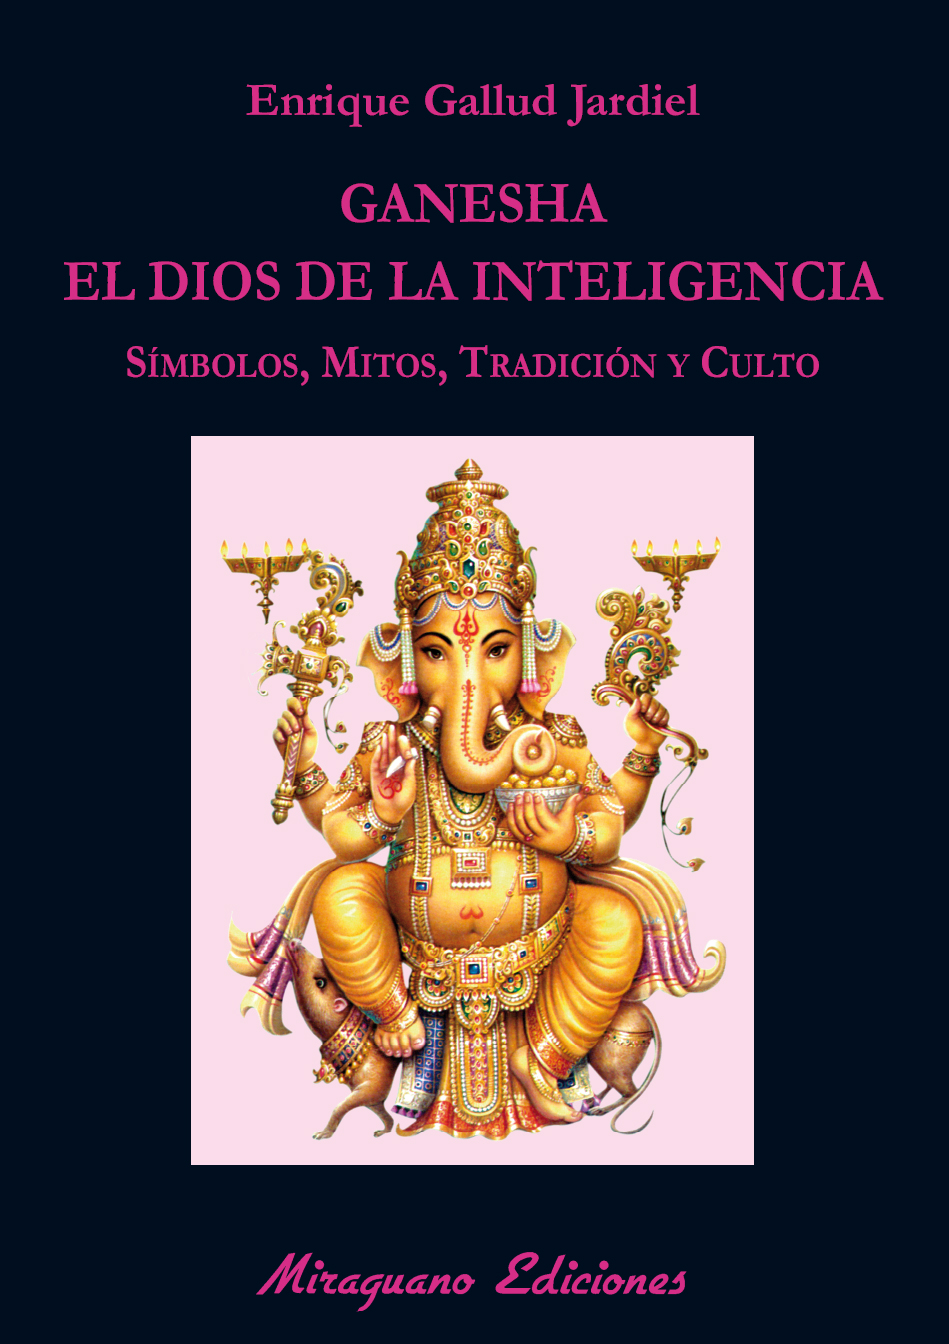 Enrique Gallud Jardiel
GANESHA
EL DIOS DE LA INTELIGENCIA
Símbolos, Mitos, Tradición y Culto
Miraguano Ediciones